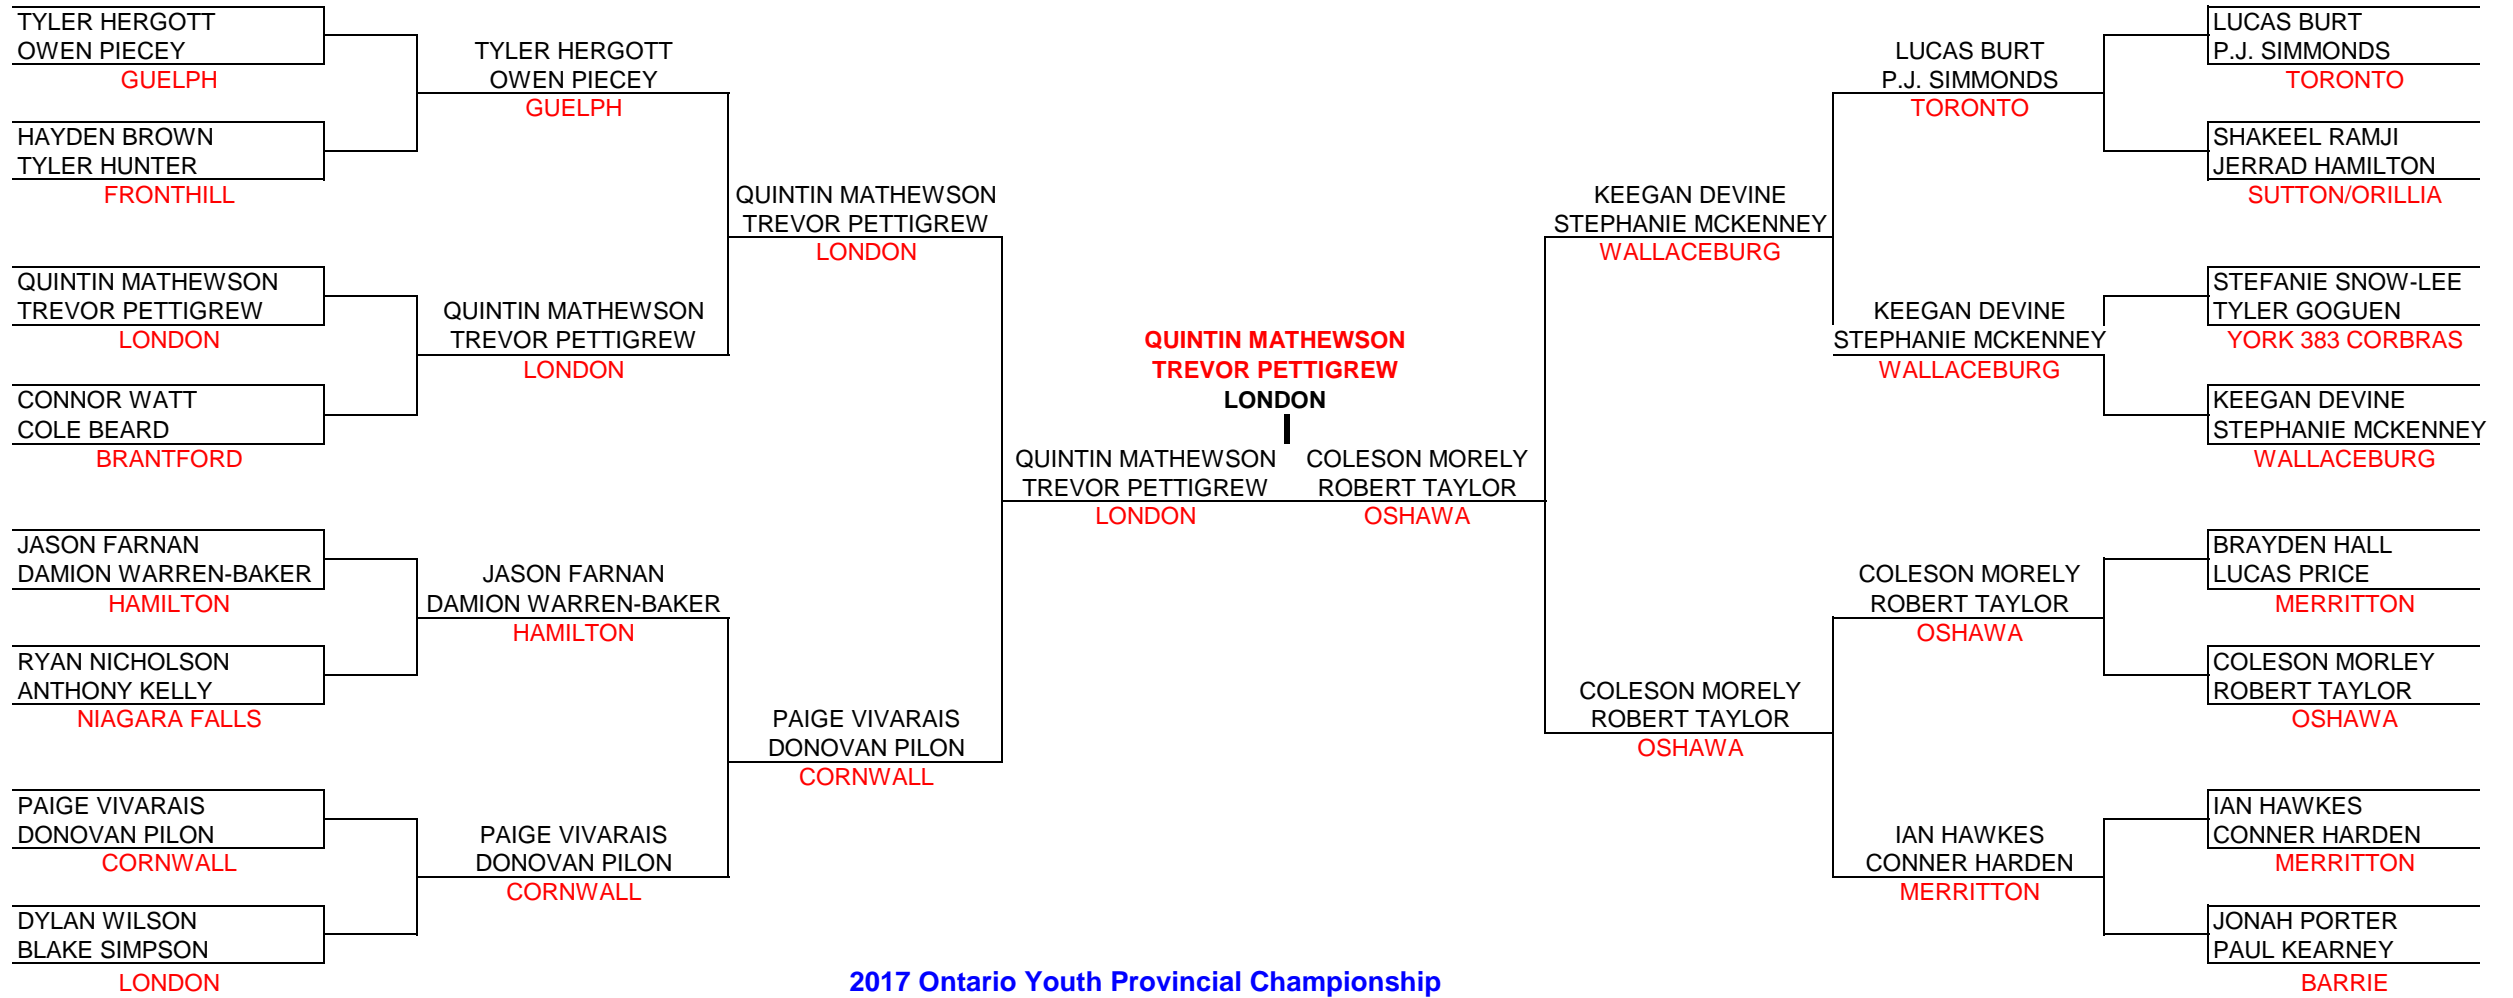 TYLER HERGOTT
OWEN PIECEY
GUELPH
HAYDEN BROWN
TYLER HUNTER
FRONTHILL
QUINTIN MATHEWSON
TREVOR PETTIGREW
LONDON
CONNOR WATT
COLE BEARD
BRANTFORD
JASON FARNAN
DAMION WARREN-BAKER
HAMILTON
RYAN NICHOLSON
ANTHONY KELLY
NIAGARA FALLS
PAIGE VIVARAIS
DONOVAN PILON
CORNWALL
DYLAN WILSON
BLAKE SIMPSON
LONDON
TYLER HERGOTT
OWEN PIECEY
GUELPH
QUINTIN MATHEWSON
TREVOR PETTIGREW
LONDON
JASON FARNAN
DAMION WARREN-BAKER
HAMILTON
PAIGE VIVARAIS
DONOVAN PILON
CORNWALL
QUINTIN MATHEWSON
TREVOR PETTIGREW
LONDON
PAIGE VIVARAIS
DONOVAN PILON
CORNWALL
QUINTIN MATHEWSON
TREVOR PETTIGREW
LONDON
QUINTIN MATHEWSON
TREVOR PETTIGREW
LONDON
COLESON MORELY
ROBERT TAYLOR
OSHAWA
KEEGAN DEVINE
STEPHANIE MCKENNEY
WALLACEBURG
COLESON MORELY
ROBERT TAYLOR
OSHAWA
LUCAS BURT
P.J. SIMMONDS
TORONTO
KEEGAN DEVINE
STEPHANIE MCKENNEY
WALLACEBURG
COLESON MORELY
ROBERT TAYLOR
OSHAWA
IAN HAWKES
CONNER HARDEN
MERRITTON
LUCAS BURT
P.J. SIMMONDS
TORONTO
SHAKEEL RAMJI
JERRAD HAMILTON
SUTTON/ORILLIA
STEFANIE SNOW-LEE
TYLER GOGUEN
YORK 383 CORBRAS
KEEGAN DEVINE
STEPHANIE MCKENNEY
WALLACEBURG
BRAYDEN HALL
LUCAS PRICE
MERRITTON
COLESON MORLEY
ROBERT TAYLOR
OSHAWA
IAN HAWKES
CONNER HARDEN
MERRITTON
JONAH PORTER
PAUL KEARNEY
BARRIE
2017 Ontario Youth Provincial Championship